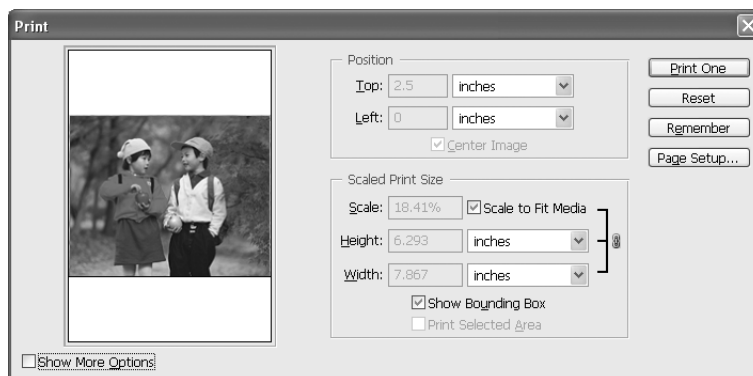 Print
Position
Top: 2.5 inches
Left: 0 inches
Center Image
Scaled Print Size
Scale: 18.41% Scale to Fit Media
Height: 6.293 inches
Width: 7.867 inches
Show Bounding Box
Print Selected Area
Print One
Reset
Remember
Page Setup...
Show More Options